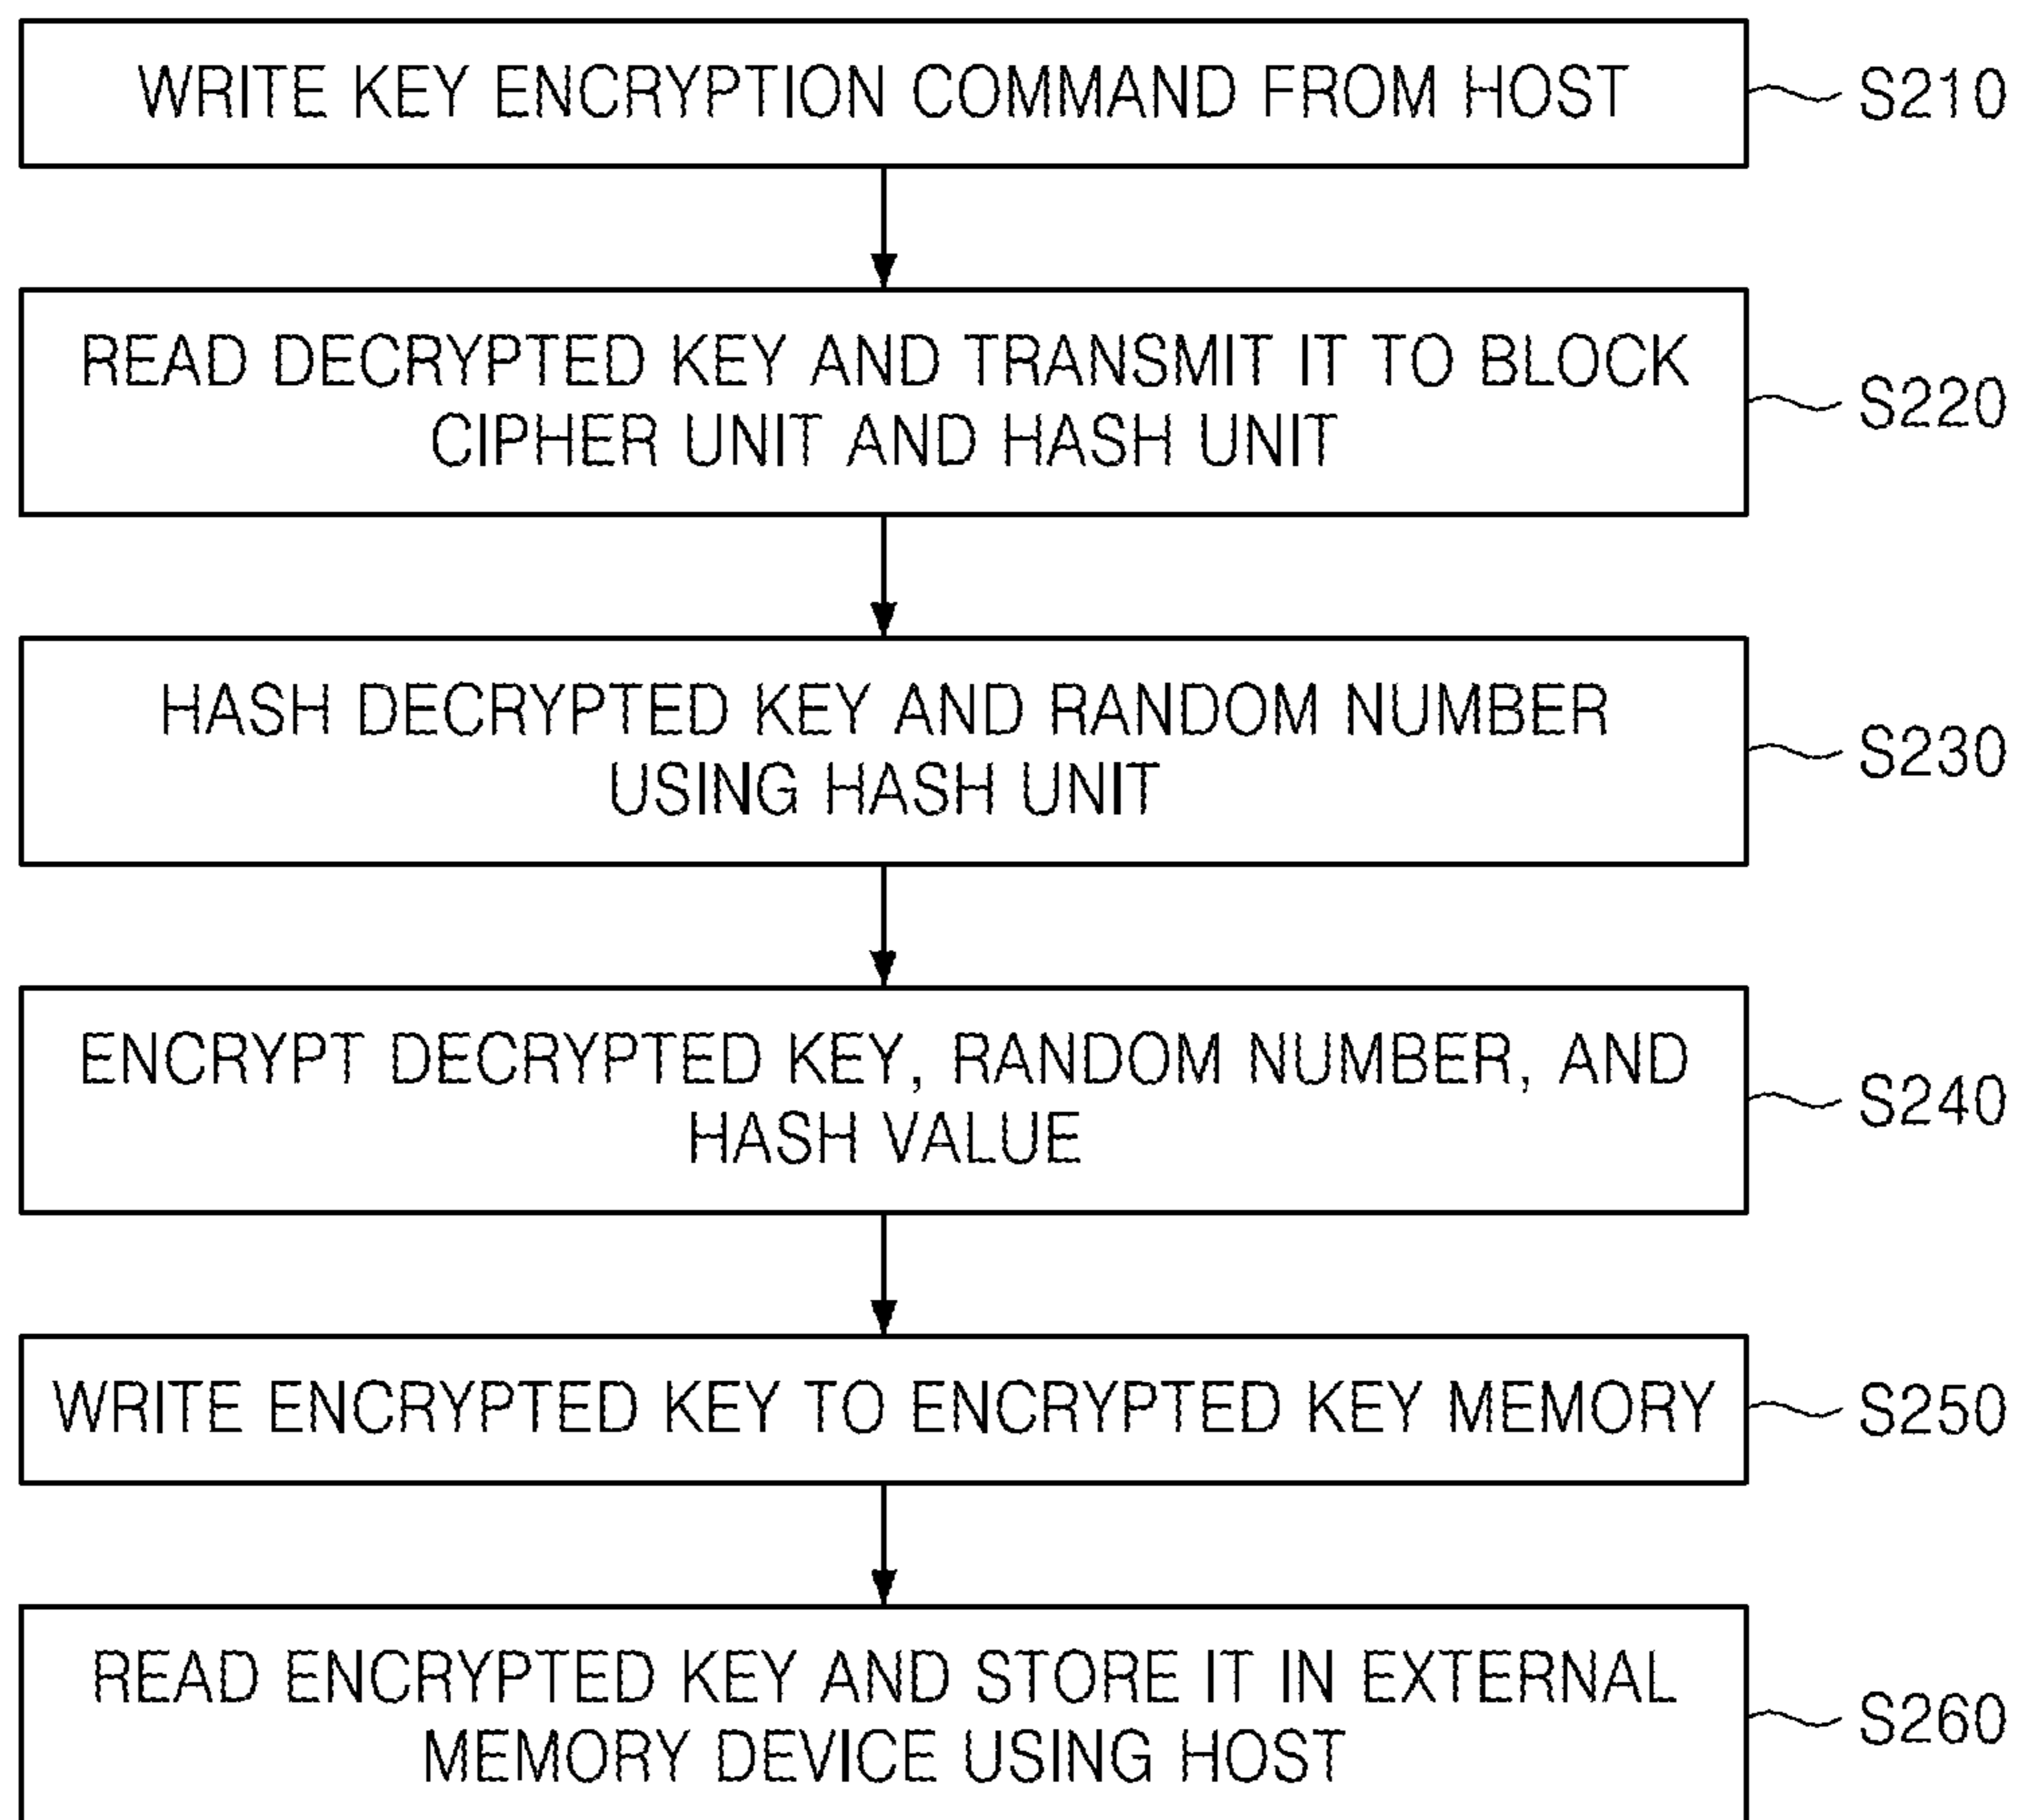 WRITE KEY ENCRYPTION COMMAND FROM HOST
S210
READ DECRYPTED KEY AND TRANSMIT IT TO BLOCK
CIPHER UNIT AND HASH UNIT
S220
HASH DECRYPTED KEY AND RANDOM NUMBER
USING HASH UNIT
S230
ENCRYPT DECRYPTED KEY, RANDOM NUMBER, AND
HASH VALUE
S240
WRITE ENCRYPTED KEY TO ENCRYPTED KEY MEMORY
S250
READ ENCRYPTED KEY AND STORE IT IN EXTERNAL
MEMORY DEVICE USING HOST
S260